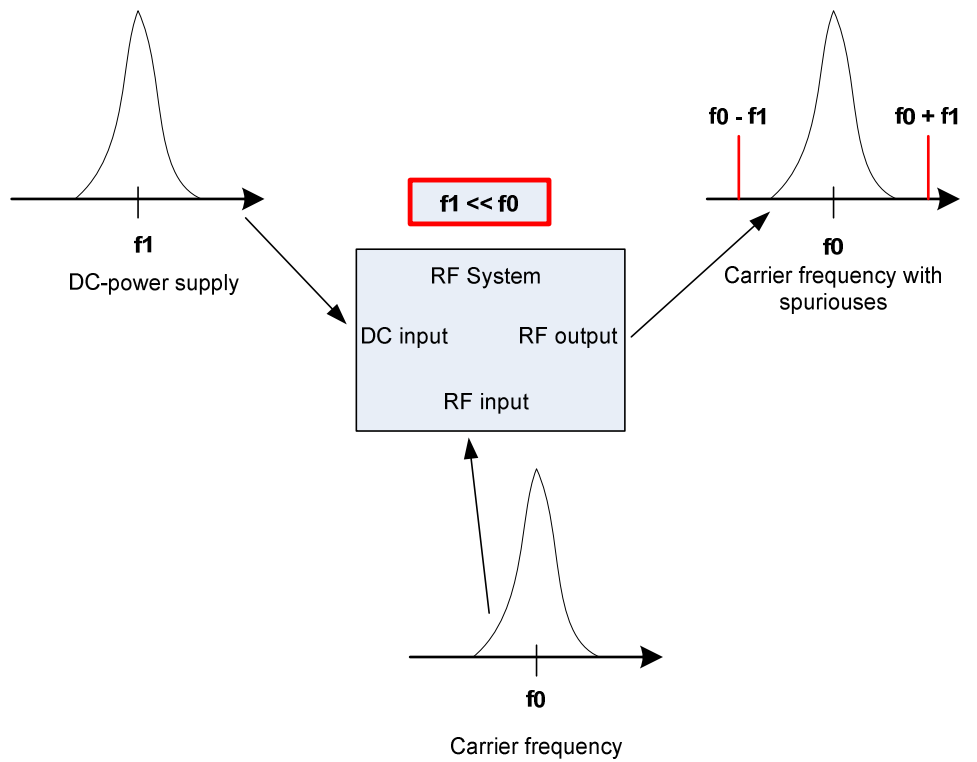 f0 - f1
f0 + f1
f1 << f0
f1
DC-power supply
f0
Carrier frequency with
spuriouses
RF System
DC input
RF output
RF input
f0
Carrier frequency